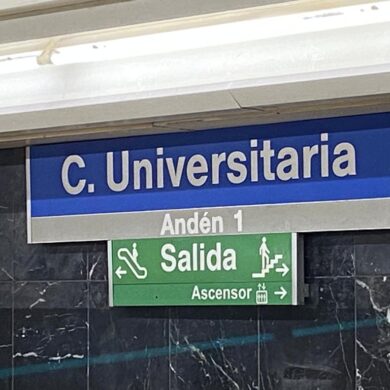 C. Universitaria
Andén 1
Salida
Ascensor